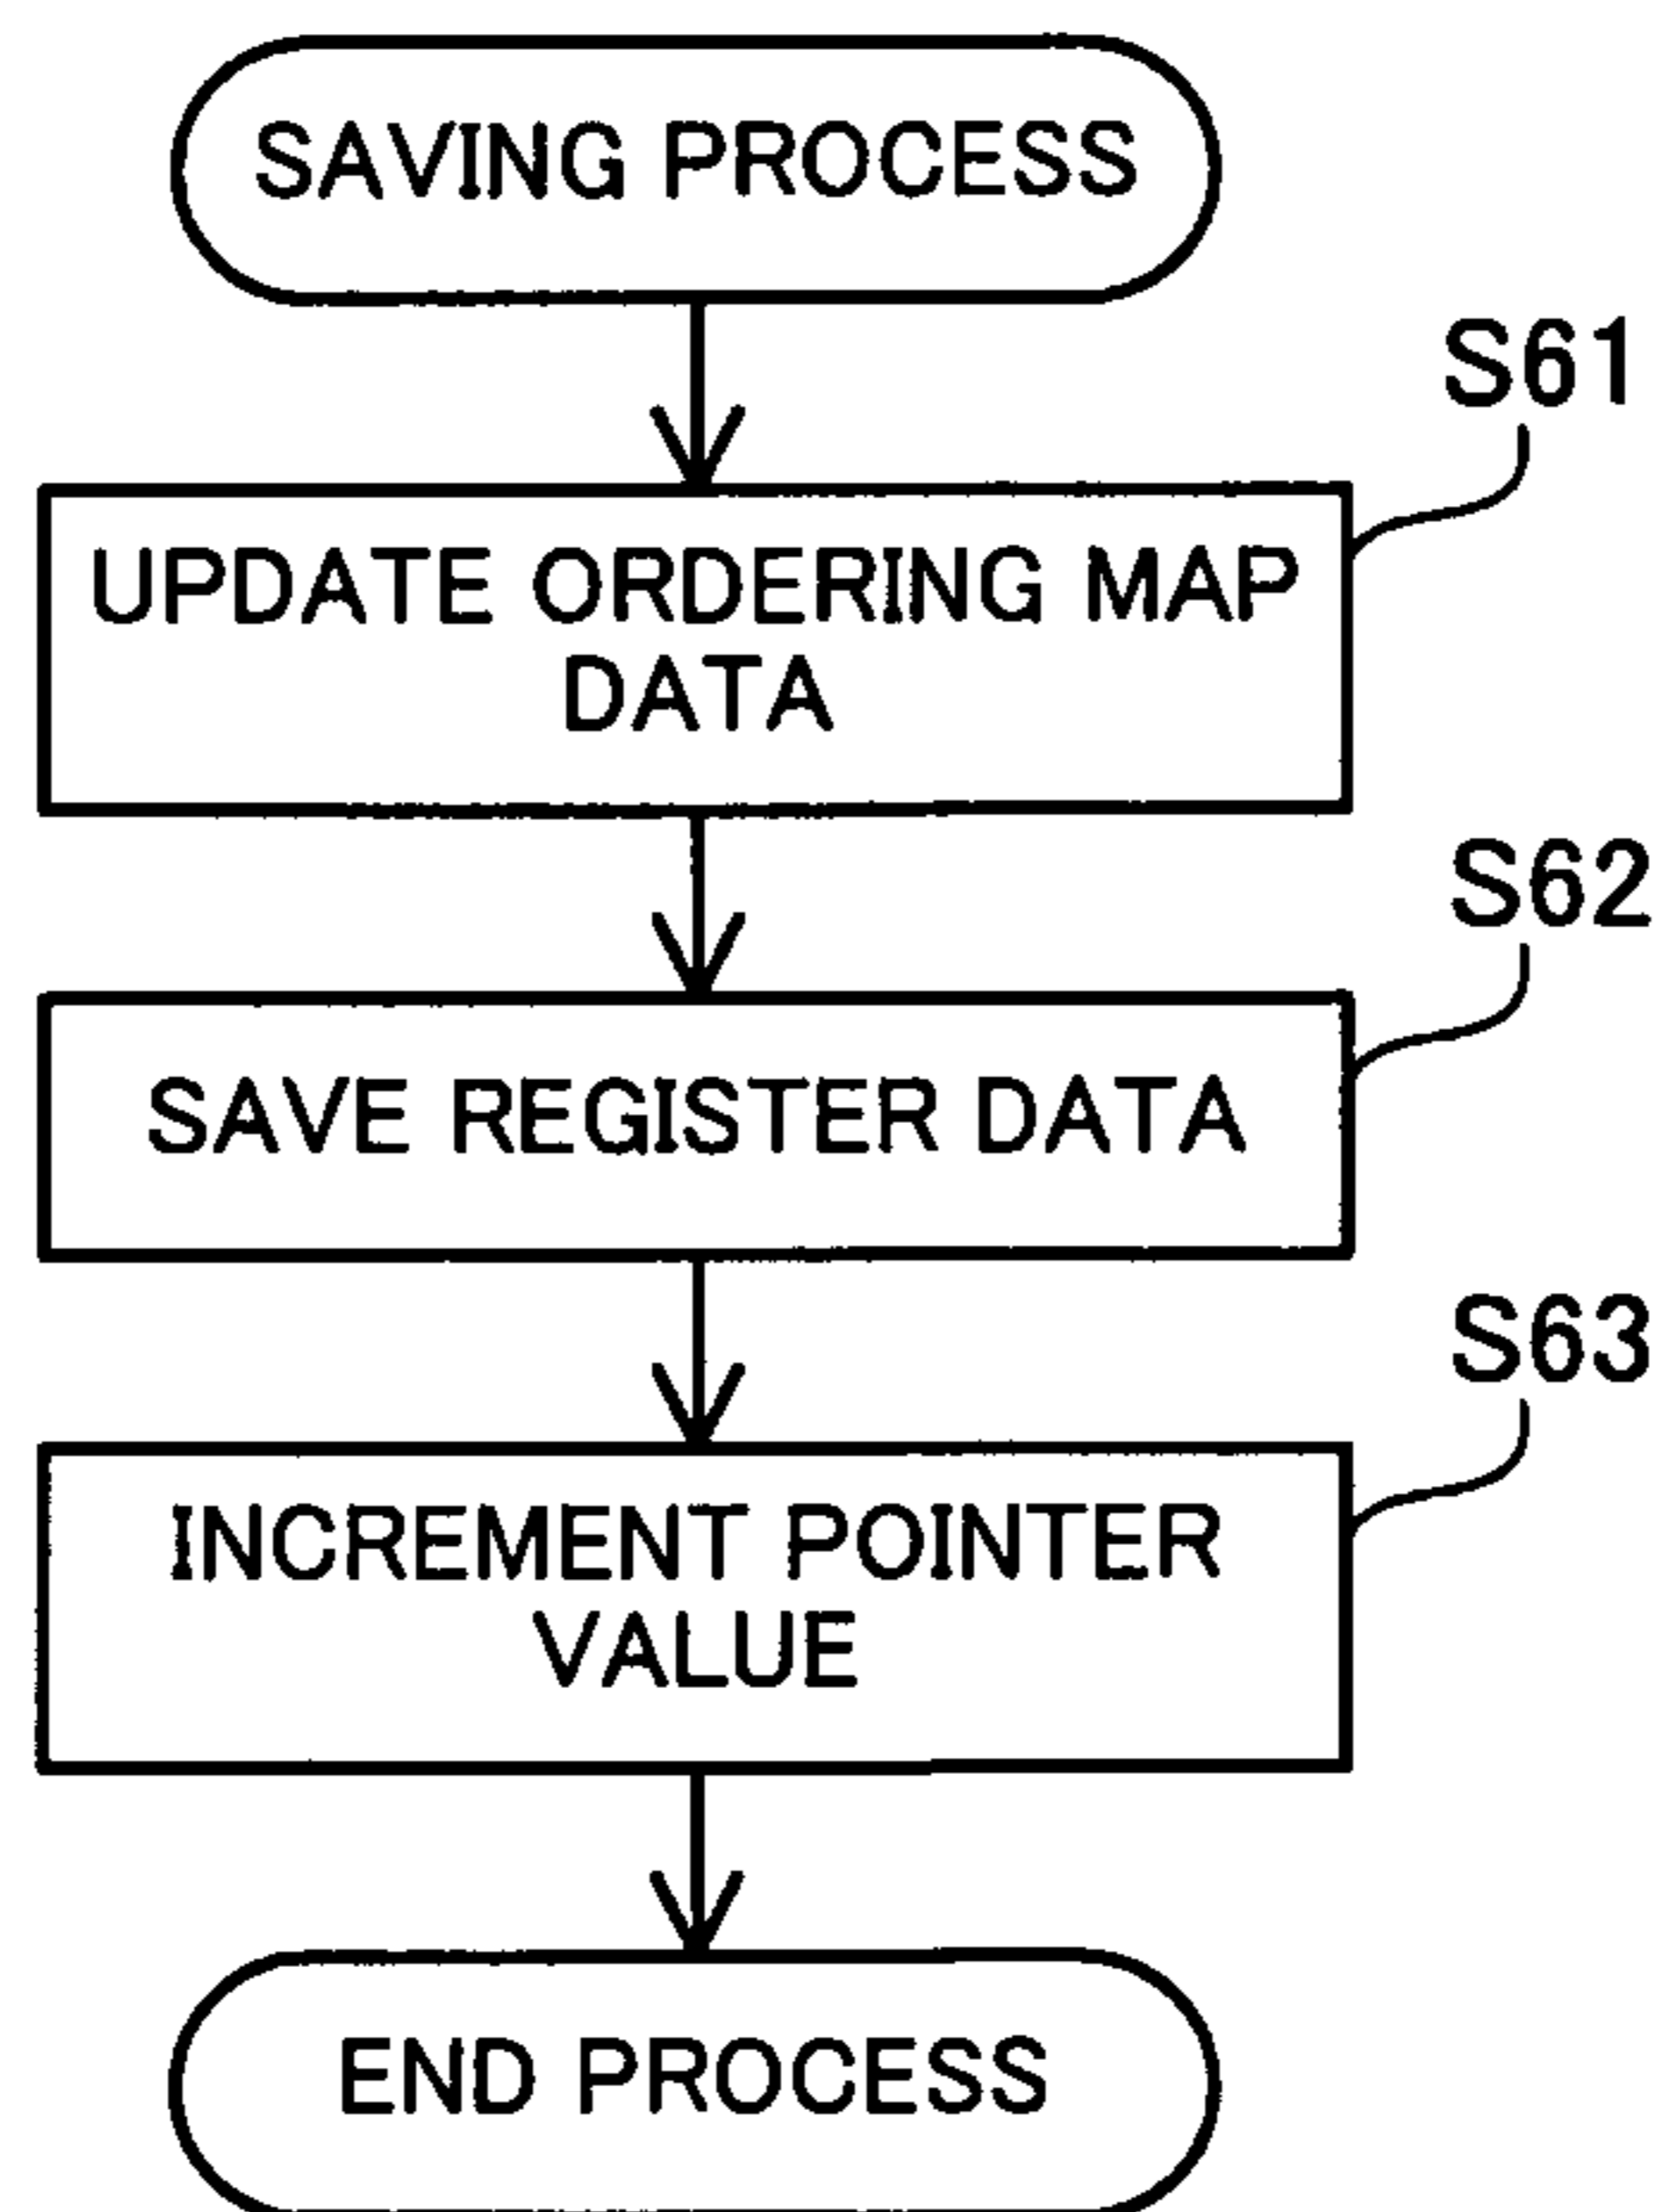 SAVING PROCESS
S61
UPDATE ORDERING MAP
DATA
S62
SAVE REGISTER DATA
S63
INCREMENT POINTER
VALUE
END PROCESS